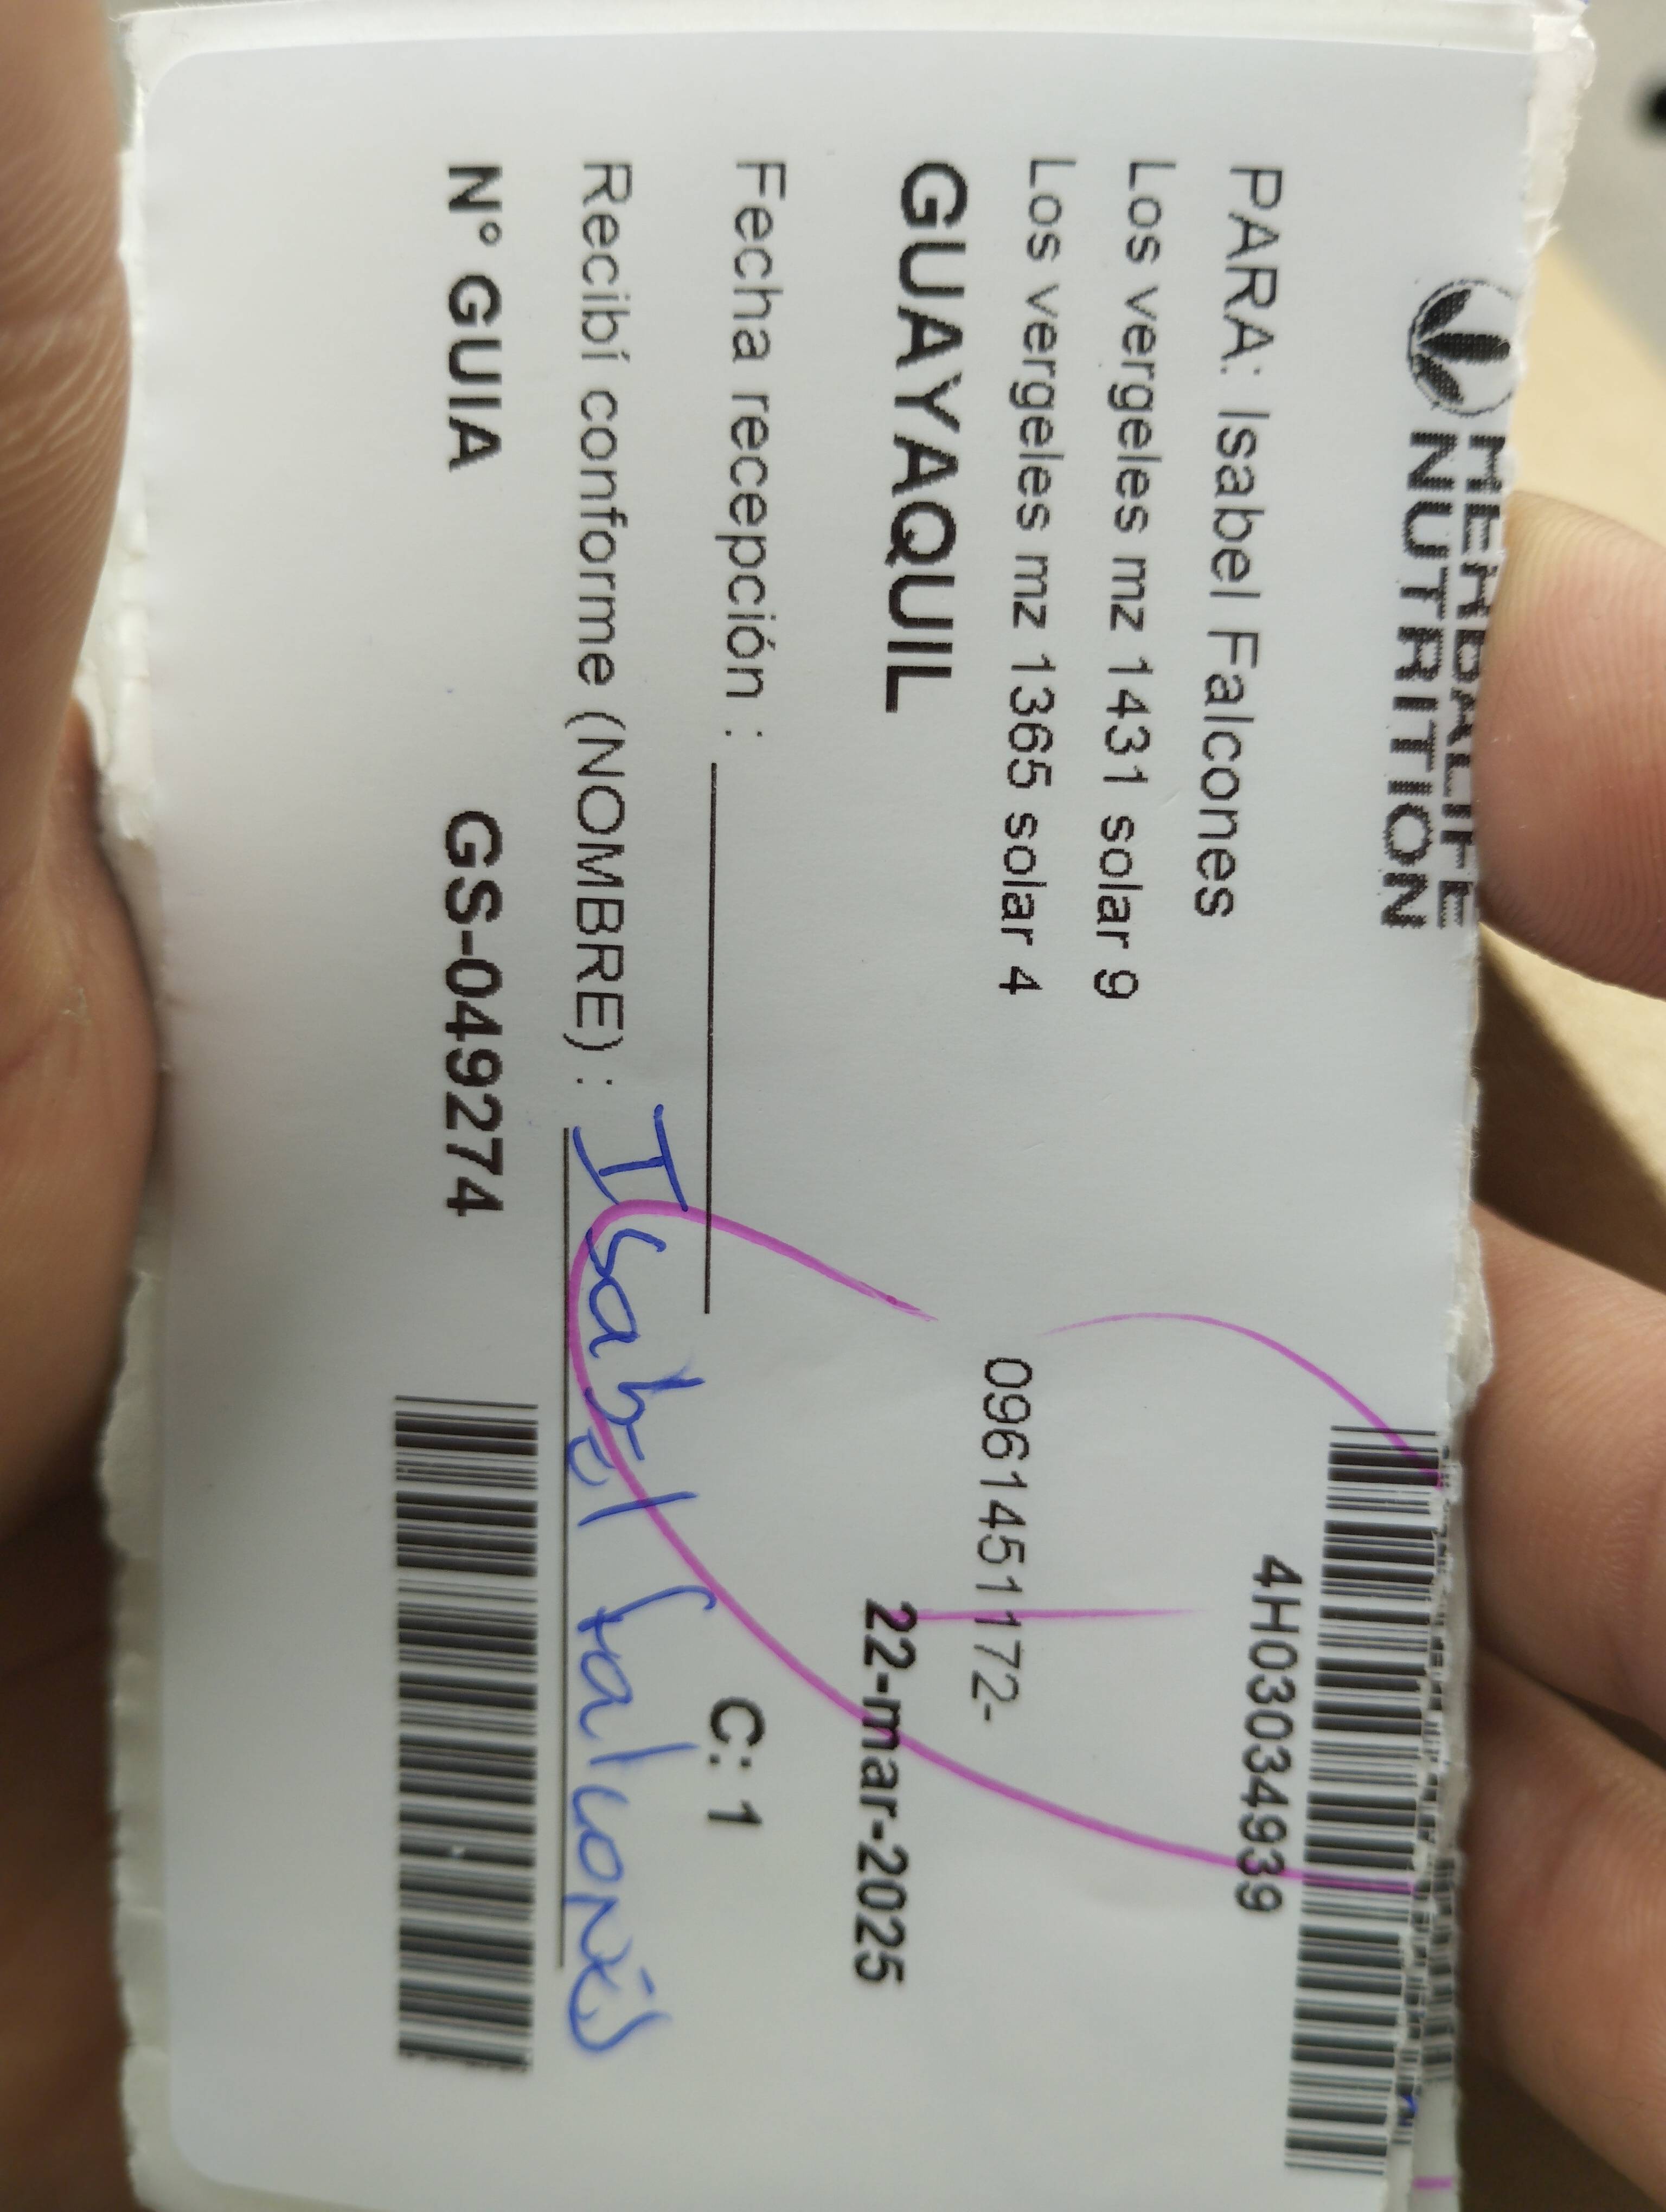 HERBALIFE
NUTRITION
4H03034939
PARA: Isabel Falcones
Los vergeles mz 1431 solar 9
Los vergeles mz 1365 solar 4
0961451172-
GUAYAQUIL
22-mar-2025
Fecha recepción :
C: 1
Recibí conforme (NOMBRE) : Isabel falcones
N° GUIA GS-049274